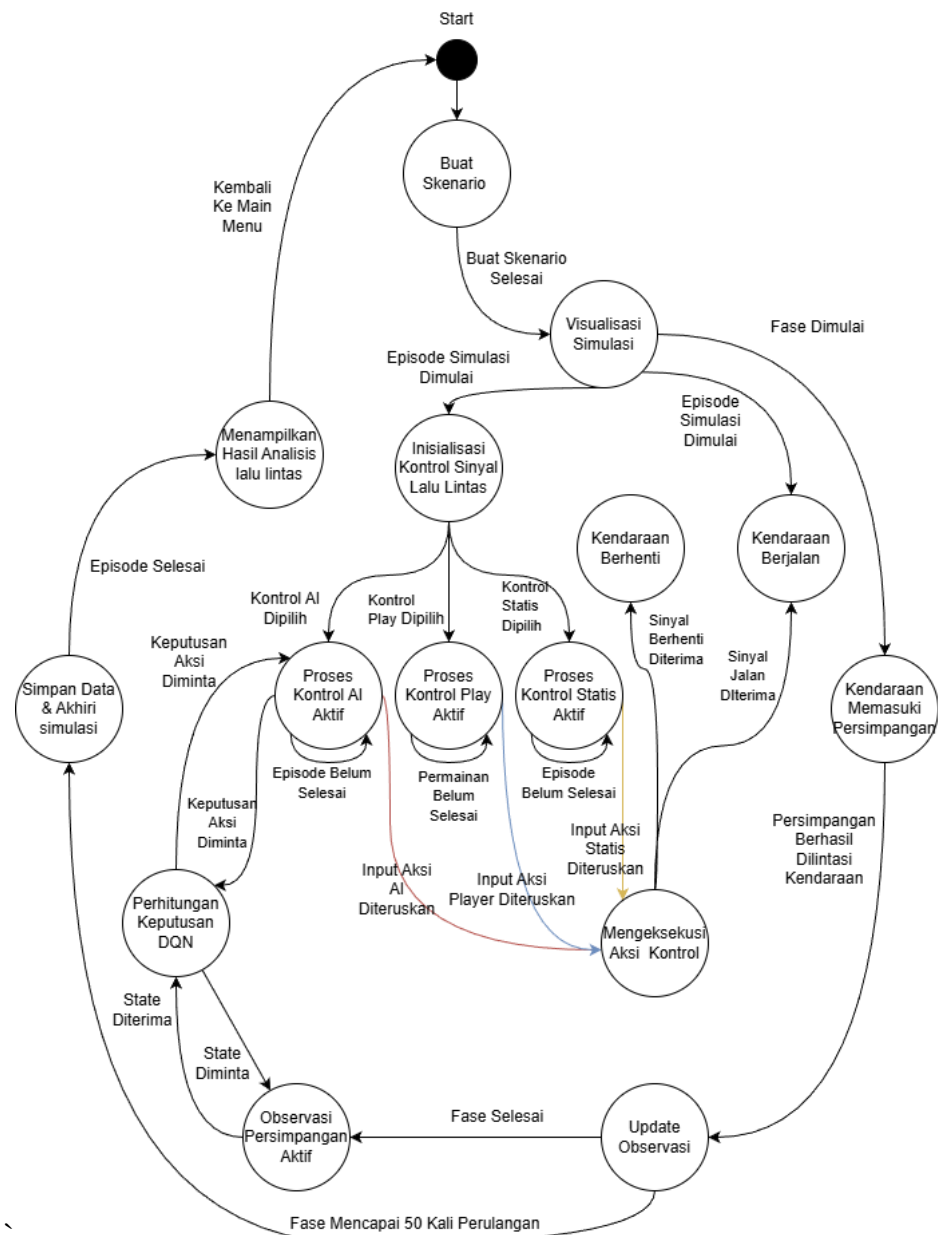 Start
Buat
Skenario
Kembali
Ke Main
Menu
Buat Skenario
Selesai
Visualisasi
Simulasi
Fase Dimulai
Episode Simulasi
Dimulai
Episode
Simulasi
Dimulai
Menampilkan
Hasil Analisis
lalu lintas
Inisialisasi
Kontrol Sinyal
Lalu Lintas
Kendaraan
Berhenti
Kendaraan
Berjalan
Episode Selesai
Kontrol AI
Dipilih
Kontrol
Play Dipilih
Kontrol
Statis
Dipilih
Sinyal
Berhenti
Diterima
Sinyal
Jalan
DIterima
Keputusan
Aksi
Diminta
Simpan Data
& Akhiri
simulasi
Proses
Kontrol AI
Aktif
Proses
Kontrol Play
Aktif
Proses
Kontrol Statis
Aktif
Kendaraan
Memasuki
Persimpangan
Episode Belum
Selesai
Permainan
Belum
Selesai
Episode
Belum Selesai
Keputusan
Aksi
Diminta
Input Aksi
AI
Diteruskan
Input Aksi
Player Diteruskan
Input Aksi
Statis
Diteruskan
Persimpangan
Berhasil
Dilintasi
Kendaraan
Perhitungan
Keputusan
DQN
Mengeksekusi
Aksi Kontrol
State
Diterima
State
Diminta
Observasi
Persimpangan
Aktif
Fase Selesai
Update
Observasi
Fase Mencapai 50 Kali Perulangan
`